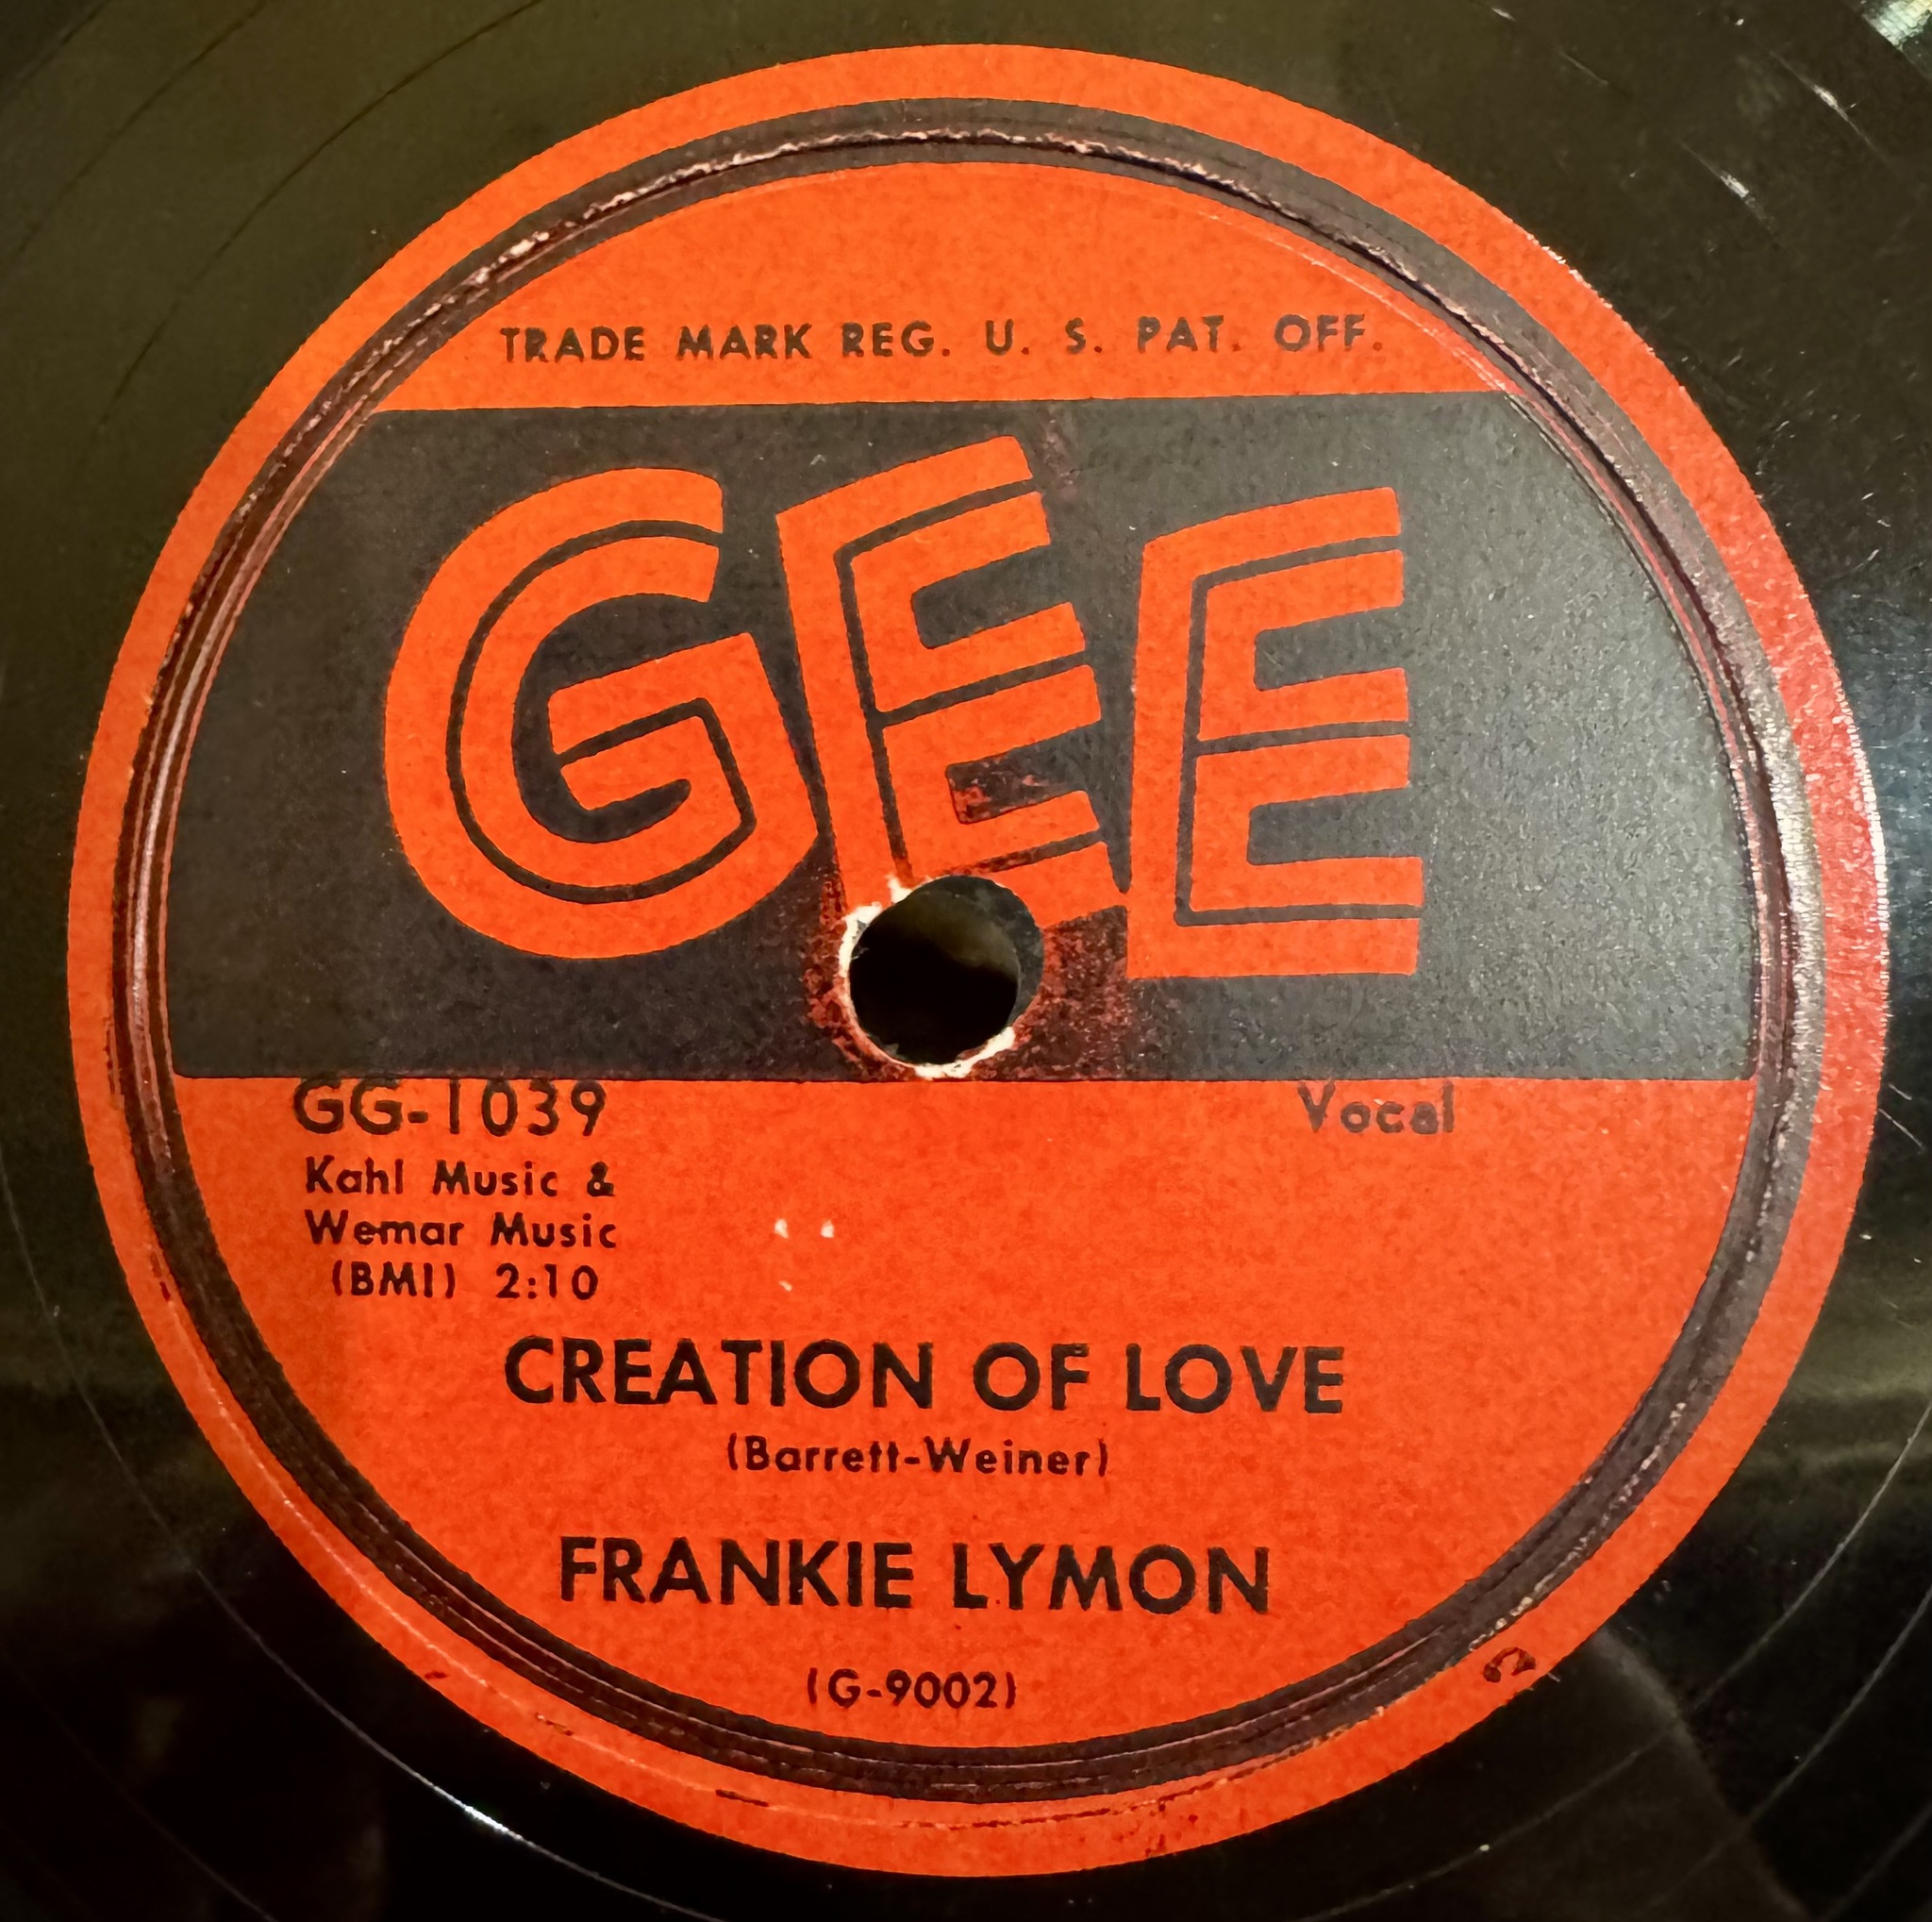 TRADE MARK REG. U. S. PAT. OFF.
GEE
GG-1039
Vocal
Kahl Music &
Wemar Music
(BMI) 2:10
CREATION OF LOVE
(Barrett-Weiner)
FRANKIE LYMON
(G-9002)